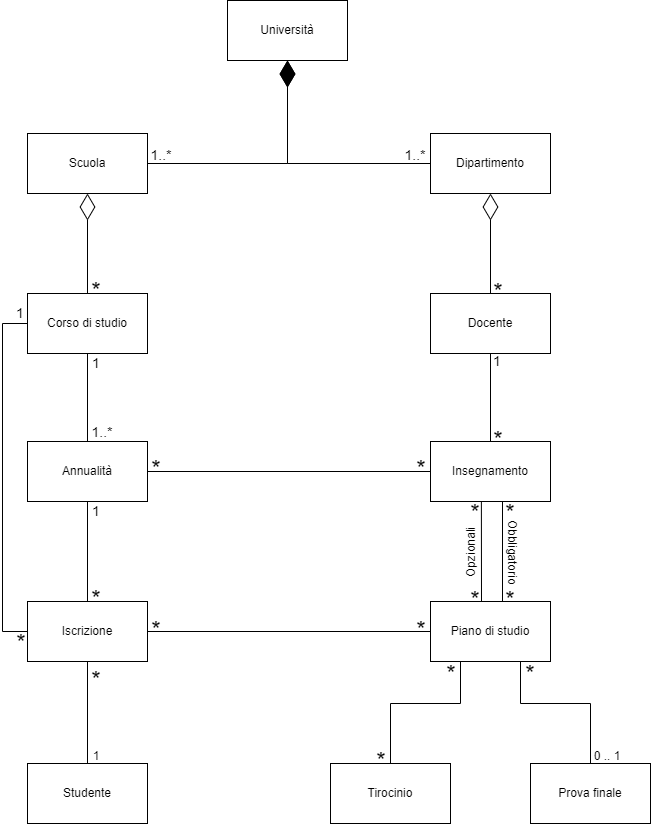 Università
Scuola
1..*
1..*
Dipartimento
*
*
1
Corso di studio
Docente
1
1
1..*
*
Annualità
*
*
Insegnamento
1
*
*
Opzionali
Obbligatorio
*
*
*
Iscrizione
*
*
Piano di studio
*
*
*
*
1
*
0 .. 1
Studente
Tirocinio
Prova finale